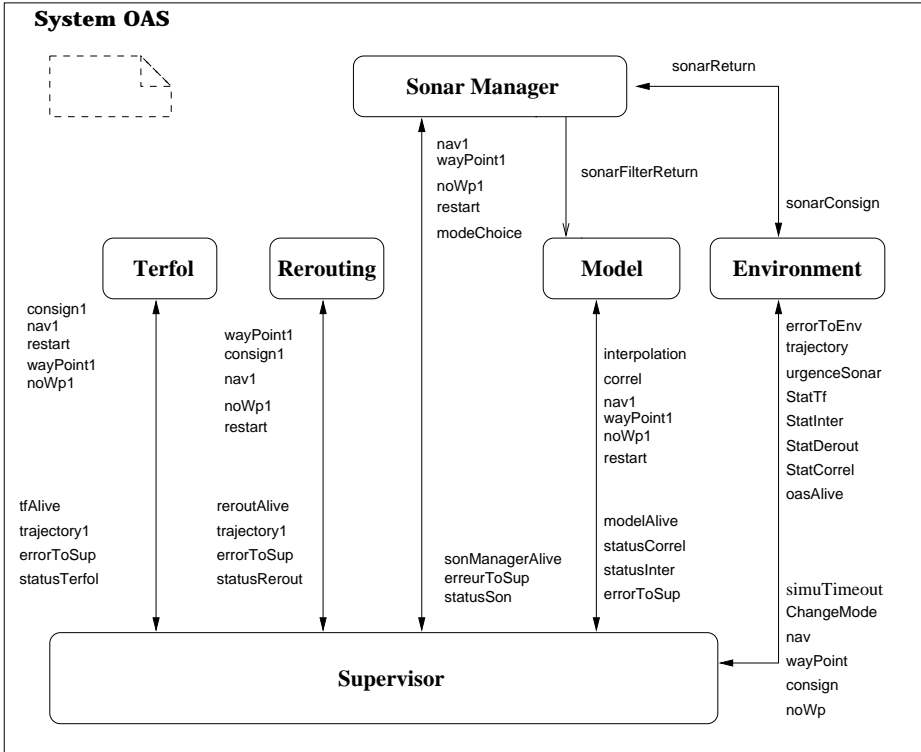 System OAS
Sonar Manager
sonarReturn
nav1
wayPoint1
noWp1
restart
modeChoice
sonarFilterReturn
sonarConsign
Terfol
Rerouting
Model
Environment
consign1
nav1
restart
wayPoint1
noWp1
wayPoint1
consign1
nav1
noWp1
restart
interpolation
correl
nav1
wayPoint1
noWp1
restart
errorToEnv
trajectory
urgenceSonar
StatTf
StatInter
StatDerout
StatCorrel
oasAlive
tfAlive
trajectory1
errorToSup
statusTerfol
reroutAlive
trajectory1
errorToSup
statusRerout
sonManagerAlive
erreurToSup
statusSon
modelAlive
statusCorrel
statusInter
errorToSup
simuTimeout
ChangeMode
nav
wayPoint
consign
noWp
Supervisor